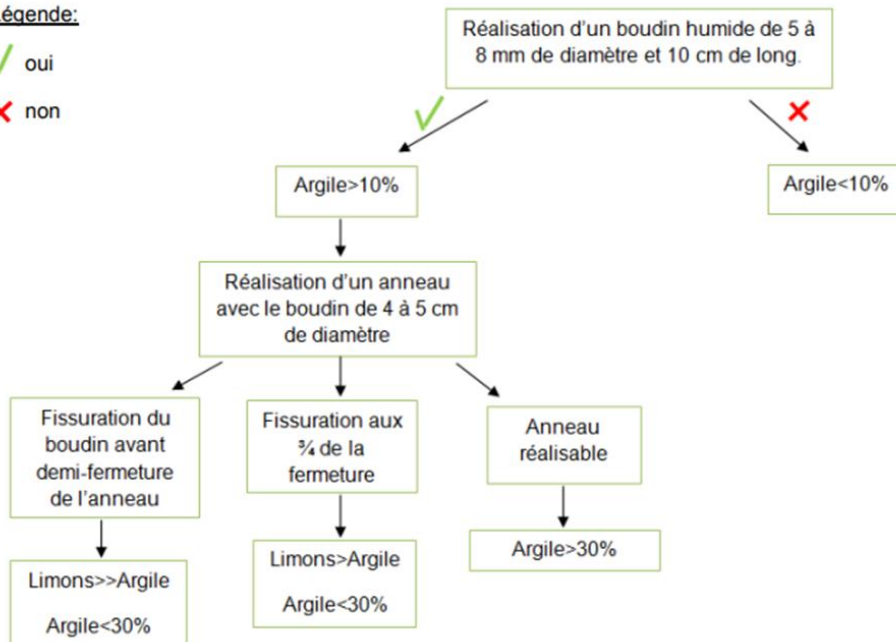 Légende:
oui
non
Réalisation d'un boudin humide de 5 à
8 mm de diamètre et 10 cm de long.
Argile>10%
Argile<10%
Réalisation d'un anneau
avec le boudin de 4 à 5 cm
de diamètre
Fissuration du
boudin avant
demi-fermeture
de l'anneau
Fissuration aux
¾ de la
fermeture
Anneau
réalisable
Limons>>Argile
Argile<30%
Limons>Argile
Argile<30%
Argile>30%